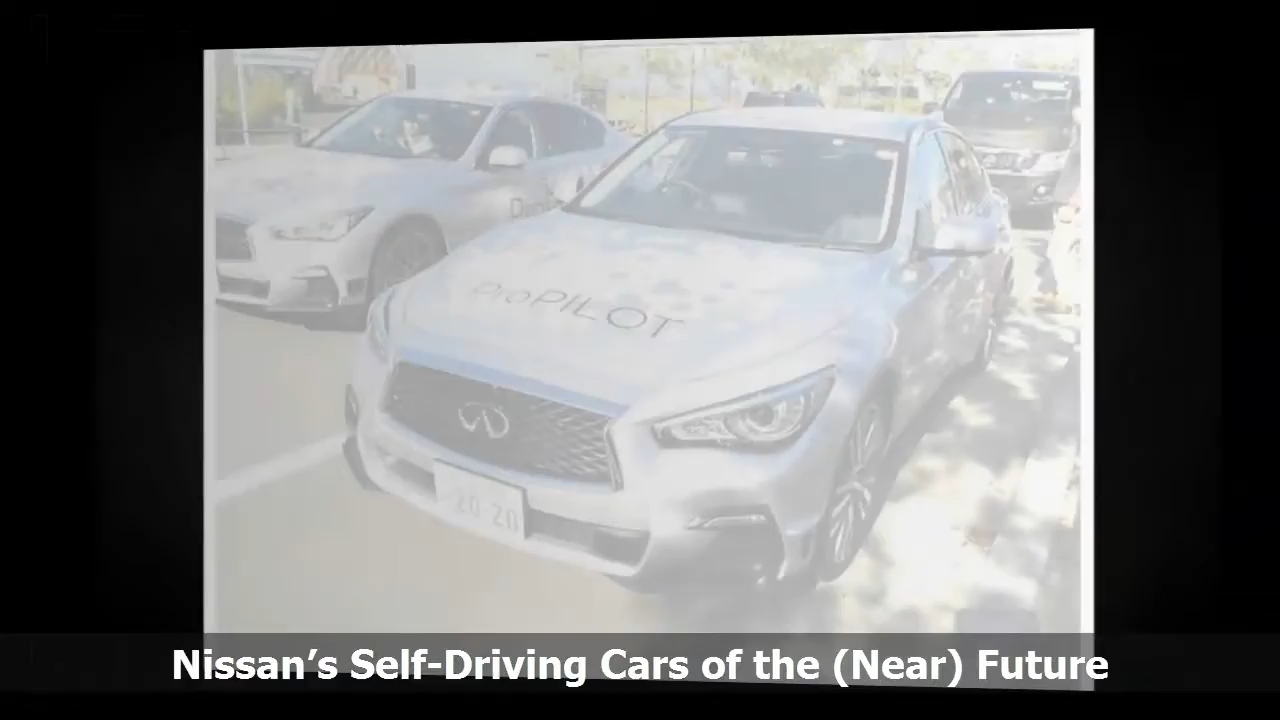 ProPILOT
20 20
Nissan’s Self-Driving Cars of the (Near) Future